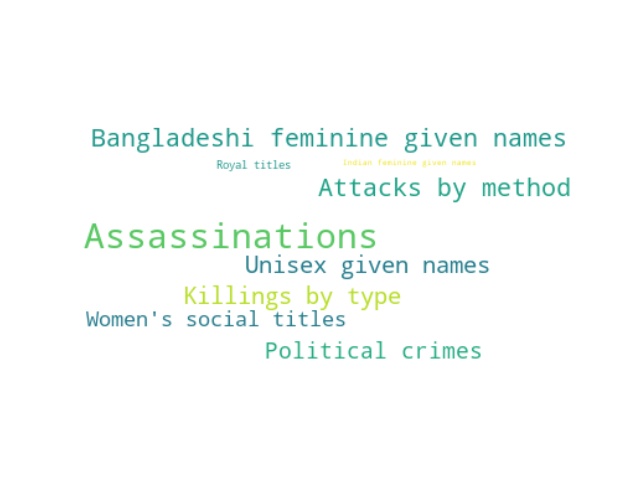 Bangladeshi feminine given names
Royal titles
Indian feminine given names
Attacks by method
Assassinations
Unisex given names
Killings by type
Women's social titles
Political crimes